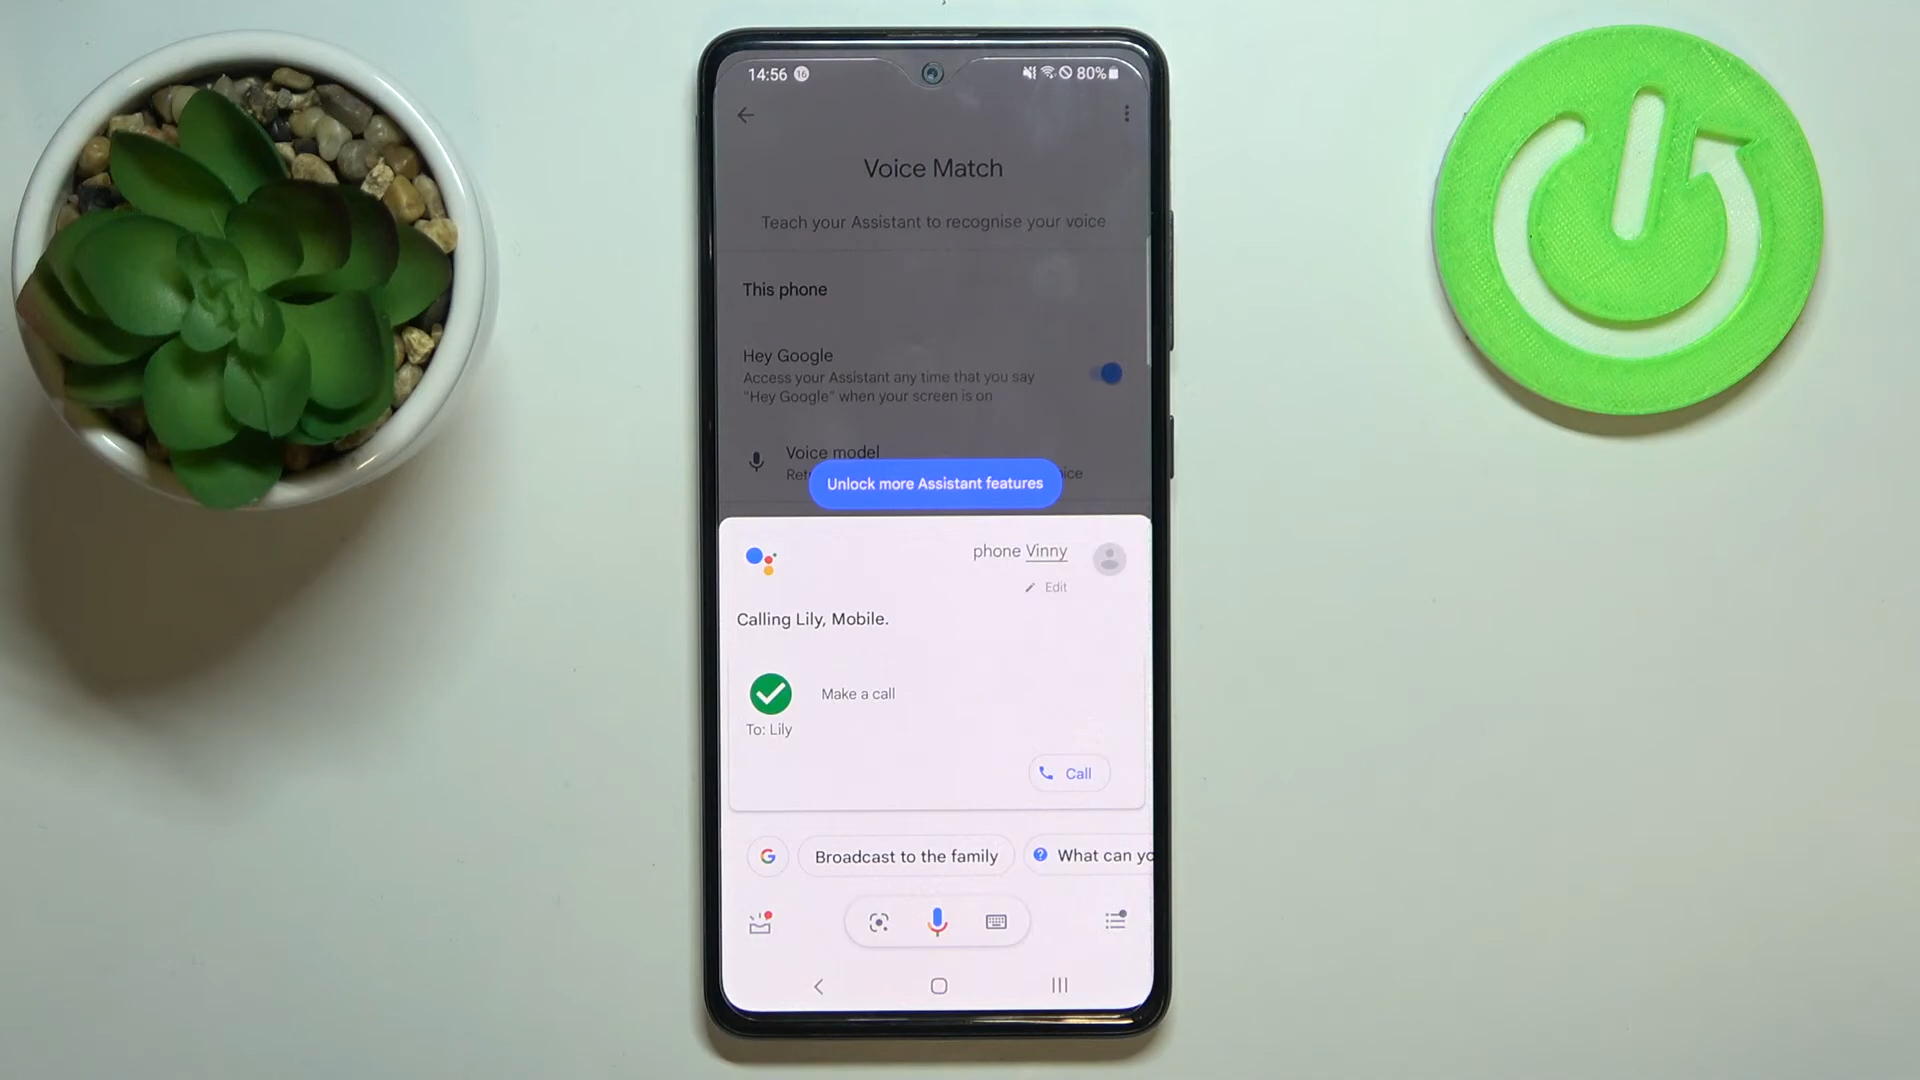 14:56 16 80%
Voice Match
Teach your Assistant to recognise your voice
This phone
Hey Google
Access your Assistant any time that you say
"Hey Google" when your screen is on
Voice model
Ret
Unlock more Assistant features
phone Vinny
Edit
Calling Lily, Mobile.
Make a call
To: Lily
Call
G Broadcast to the family ? What can yo